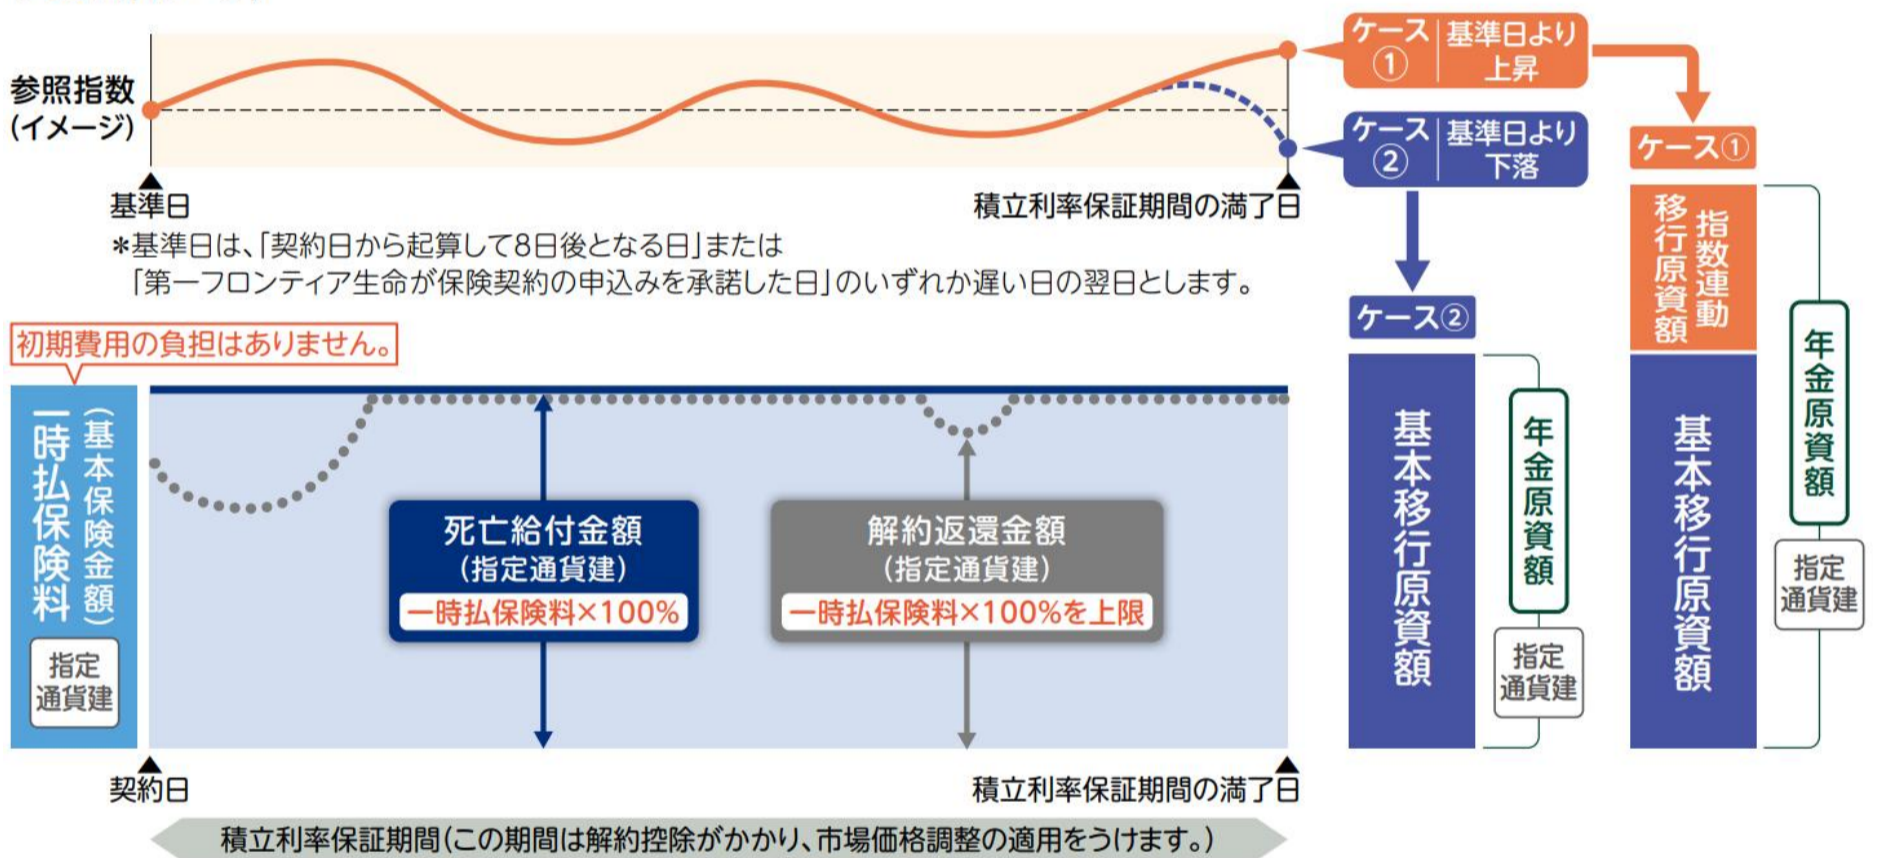 参照指数
(イメージ)
ケース① 基準日より上昇
ケース② 基準日より下落
基準日
積立利率保証期間の満了日
*基準日は、「契約日から起算して8日後となる日」または
「第一フロンティア生命が保険契約の申込みを承諾した日」のいずれか遅い日の翌日とします。
初期費用の負担はありません。
一時払保険料
(基本保険金額)
指定
通貨建
死亡給付金額
(指定通貨建)
一時払保険料×100%
解約返還金額
(指定通貨建)
一時払保険料×100%を上限
契約日
積立利率保証期間の満了日
積立利率保証期間(この期間は解約控除がかかり、市場価格調整の適用をうけます。)
ケース②
基本移行原資額
年金原資額
指定
通貨建
ケース①
指数連動
移行原資額
基本移行原資額
年金原資額
指定
通貨建